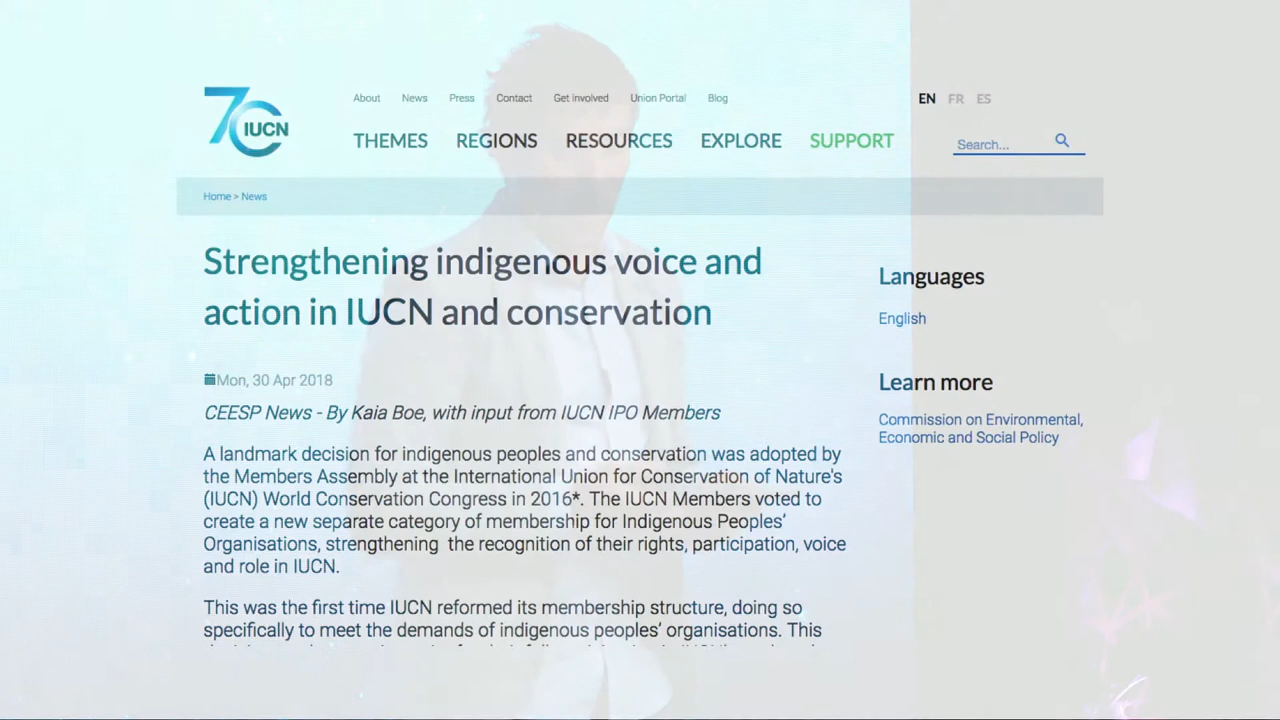 7C IUCN
About News Press Contact Get involved Union Portal Blog
EN FR ES
THEMES REGIONS RESOURCES EXPLORE SUPPORT
Search...
Home > News
Strengthening indigenous voice and
action in IUCN and conservation
Languages
English
Mon, 30 Apr 2018
Learn more
Commission on Environmental,
Economic and Social Policy
CEESP News - By Kaia Boe, with input from IUCN IPO Members
A landmark decision for indigenous peoples and conservation was adopted by
the Members Assembly at the International Union for Conservation of Nature's
(IUCN) World Conservation Congress in 2016*. The IUCN Members voted to
create a new separate category of membership for Indigenous Peoples’
Organisations, strengthening  the recognition of their rights, participation, voice
and role in IUCN.
This was the first time IUCN reformed its membership structure, doing so
specifically to meet the demands of indigenous peoples’ organisations. This